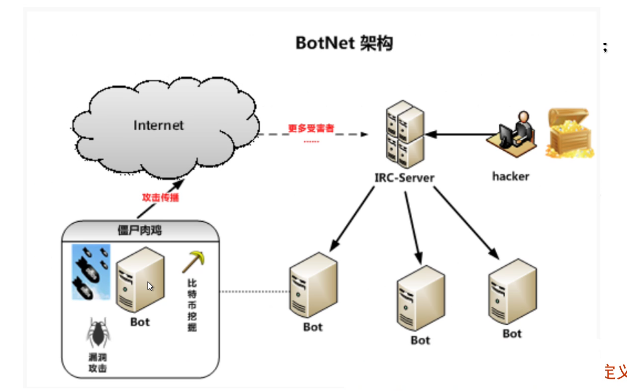 BotNet 架构
;
Internet
更多受害者
......
IRC-Server
hacker
攻击传播
僵尸肉鸡
Bot
比特币挖掘
漏洞
攻击
Bot
Bot
Bot
定义